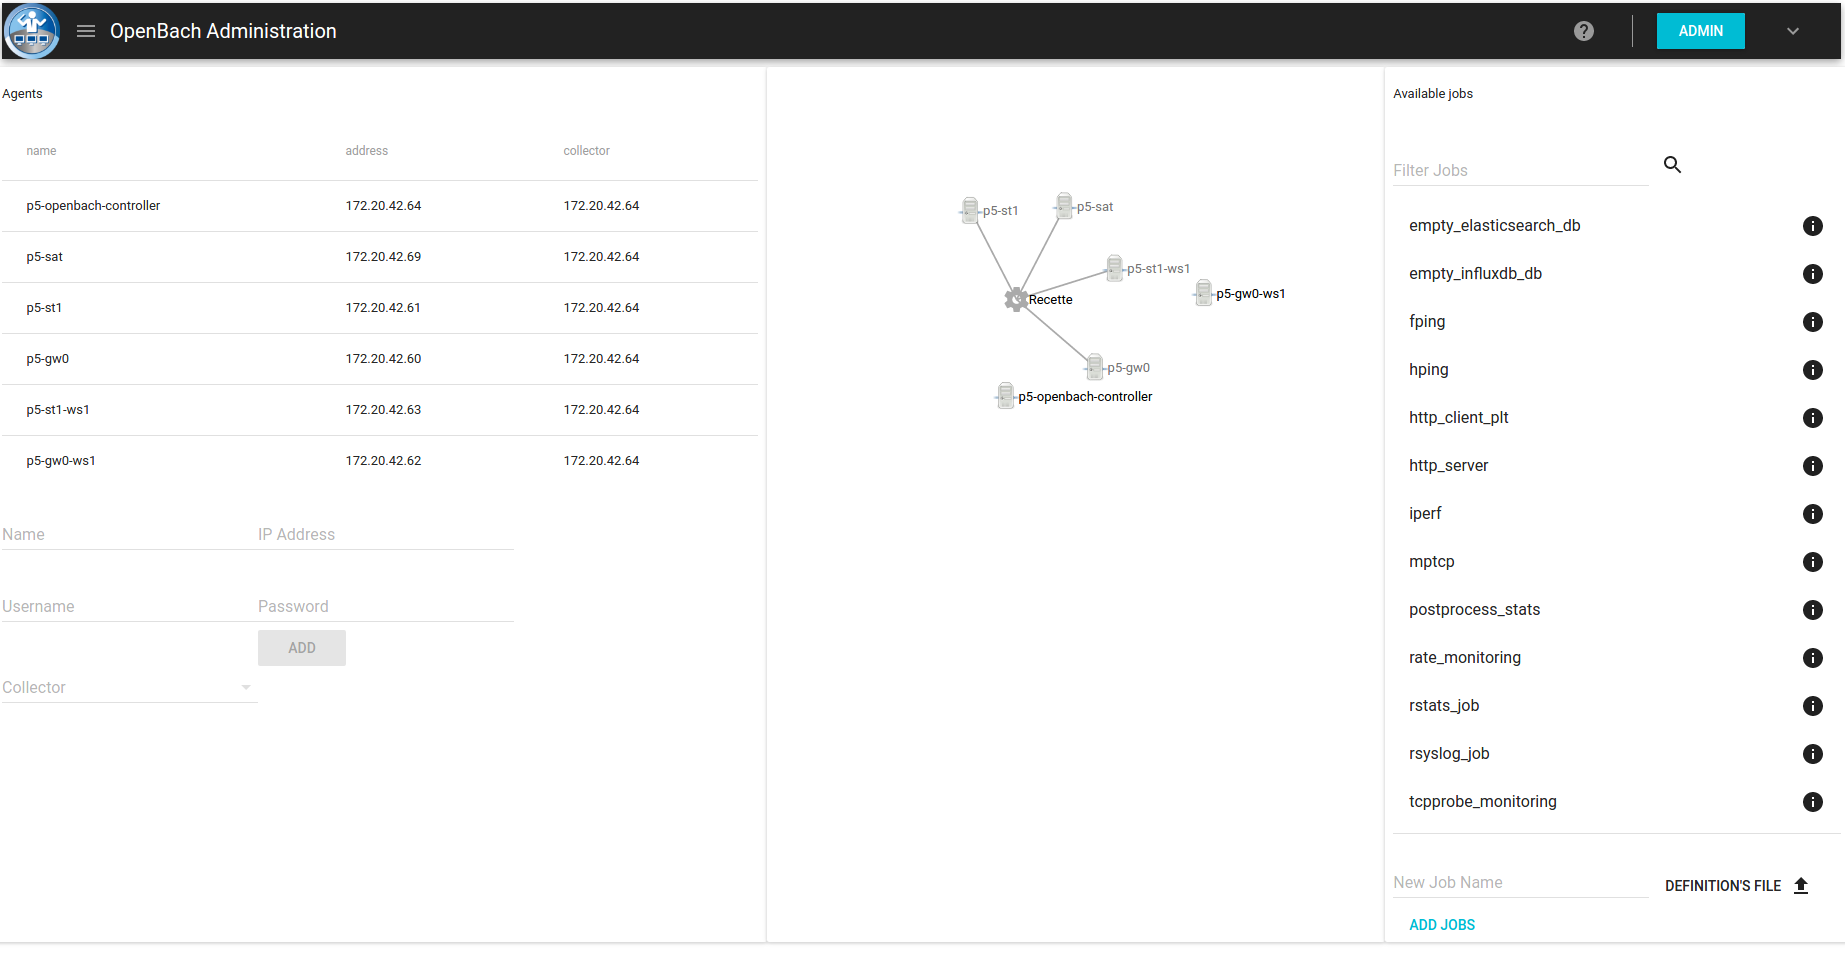 OpenBach Administration
ADMIN
Agents
name address collector
p5-openbach-controller 172.20.42.64 172.20.42.64
p5-sat 172.20.42.69 172.20.42.64
p5-st1 172.20.42.61 172.20.42.64
p5-gw0 172.20.42.60 172.20.42.64
p5-st1-ws1 172.20.42.63 172.20.42.64
p5-gw0-ws1 172.20.42.62 172.20.42.64
Name IP Address
Username Password
ADD
Collector
p5-st1
p5-sat
p5-st1-ws1
p5-gw0-ws1
Recette
p5-gw0
p5-openbach-controller
Available jobs
Filter Jobs
empty_elasticsearch_db
empty_influxdb_db
fping
hping
http_client_plt
http_server
iperf
mptcp
postprocess_stats
rate_monitoring
rstats_job
rsyslog_job
tcpprobe_monitoring
New Job Name DEFINITION'S FILE
ADD JOBS